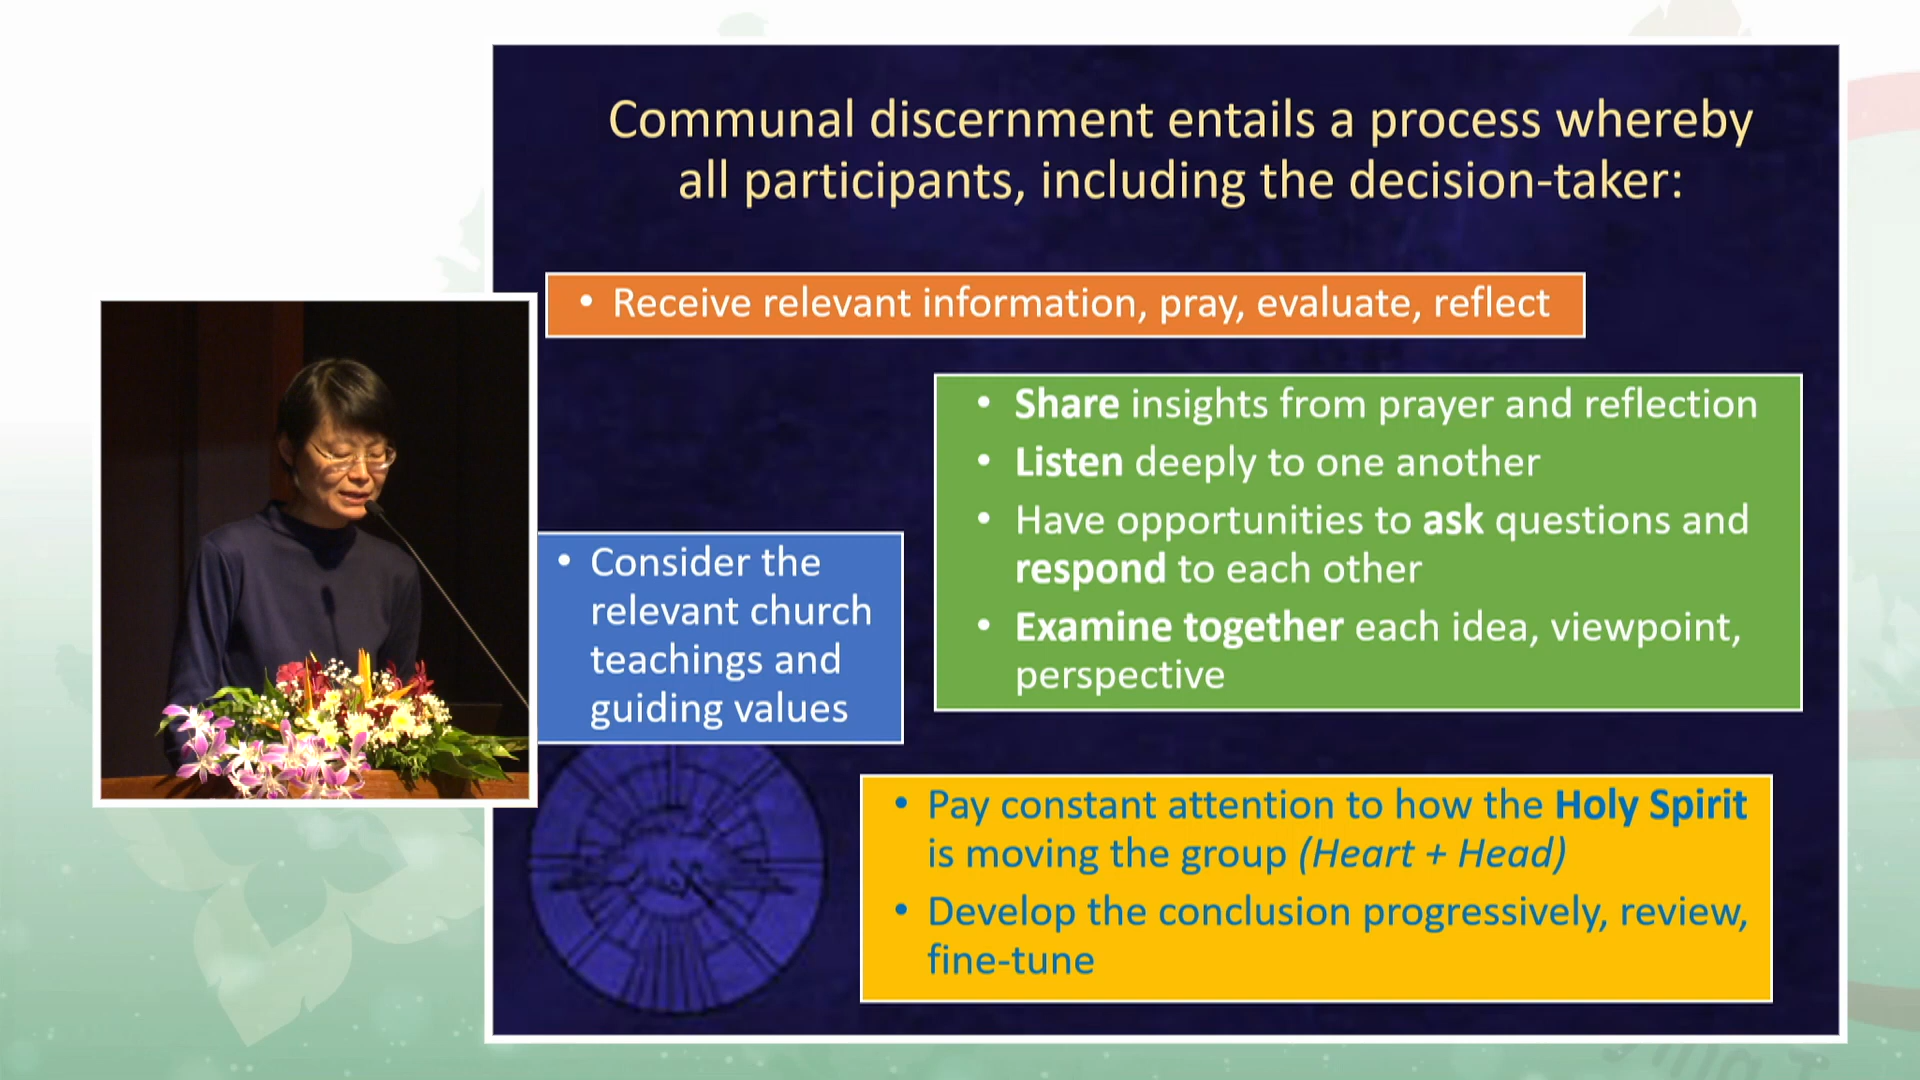 Communal discernment entails a process whereby
all participants, including the decision-taker:
• Receive relevant information, pray, evaluate, reflect
• Share insights from prayer and reflection
• Listen deeply to one another
• Have opportunities to ask questions and
respond to each other
• Examine together each idea, viewpoint,
perspective
• Consider the
relevant church
teachings and
guiding values
• Pay constant attention to how the Holy Spirit
is moving the group (Heart + Head)
• Develop the conclusion progressively, review,
fine-tune